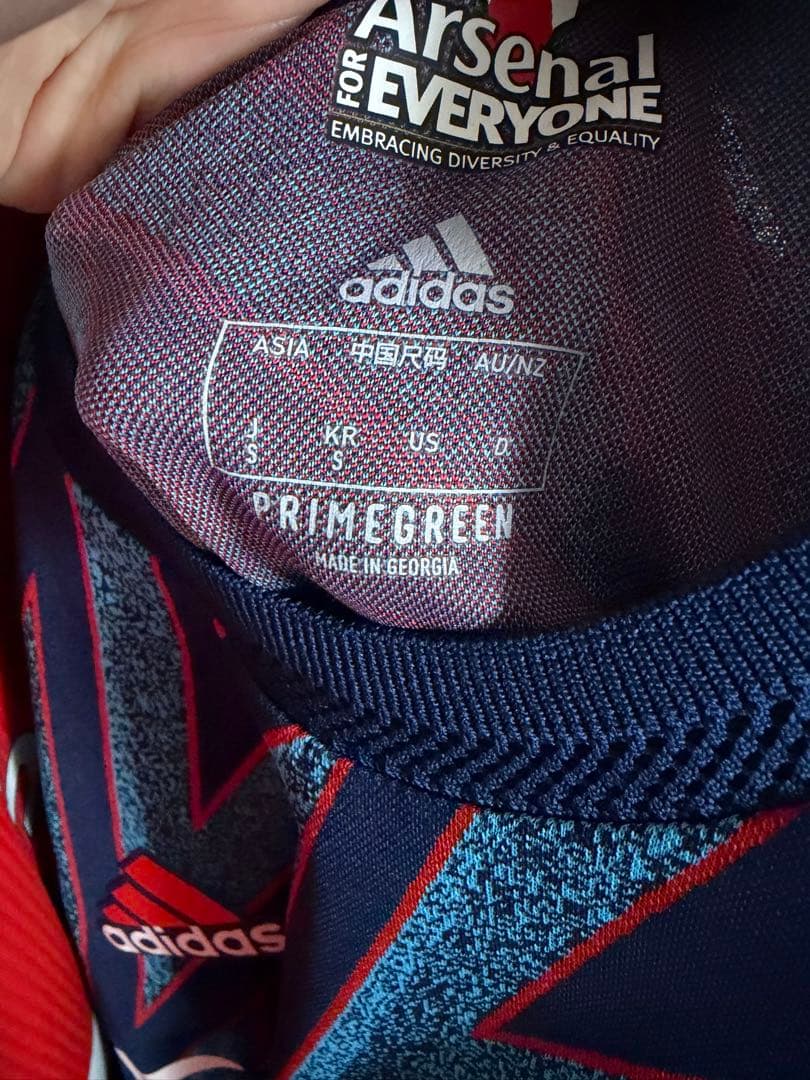 Arsenal
FOR EVERYONE
EMBRACING DIVERSITY & EQUALITY
adidas
ASIA 中国尺码 AU/NZ
J KR US D
S S
PRIMEGREEN
MADE IN GEORGIA
adidas